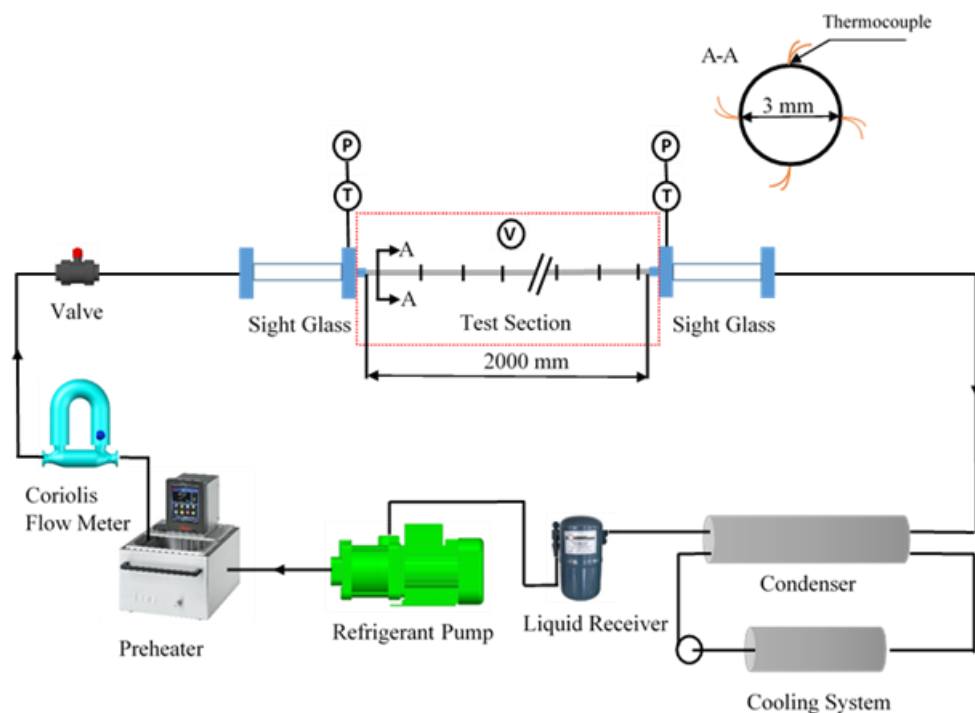 Thermocouple
A-A
3 mm
P
P
T
T
V
A
A
Valve
Sight Glass
Test Section
Sight Glass
2000 mm
Coriolis
Flow Meter
Preheater
Refrigerant Pump
Liquid Receiver
Condenser
Cooling System